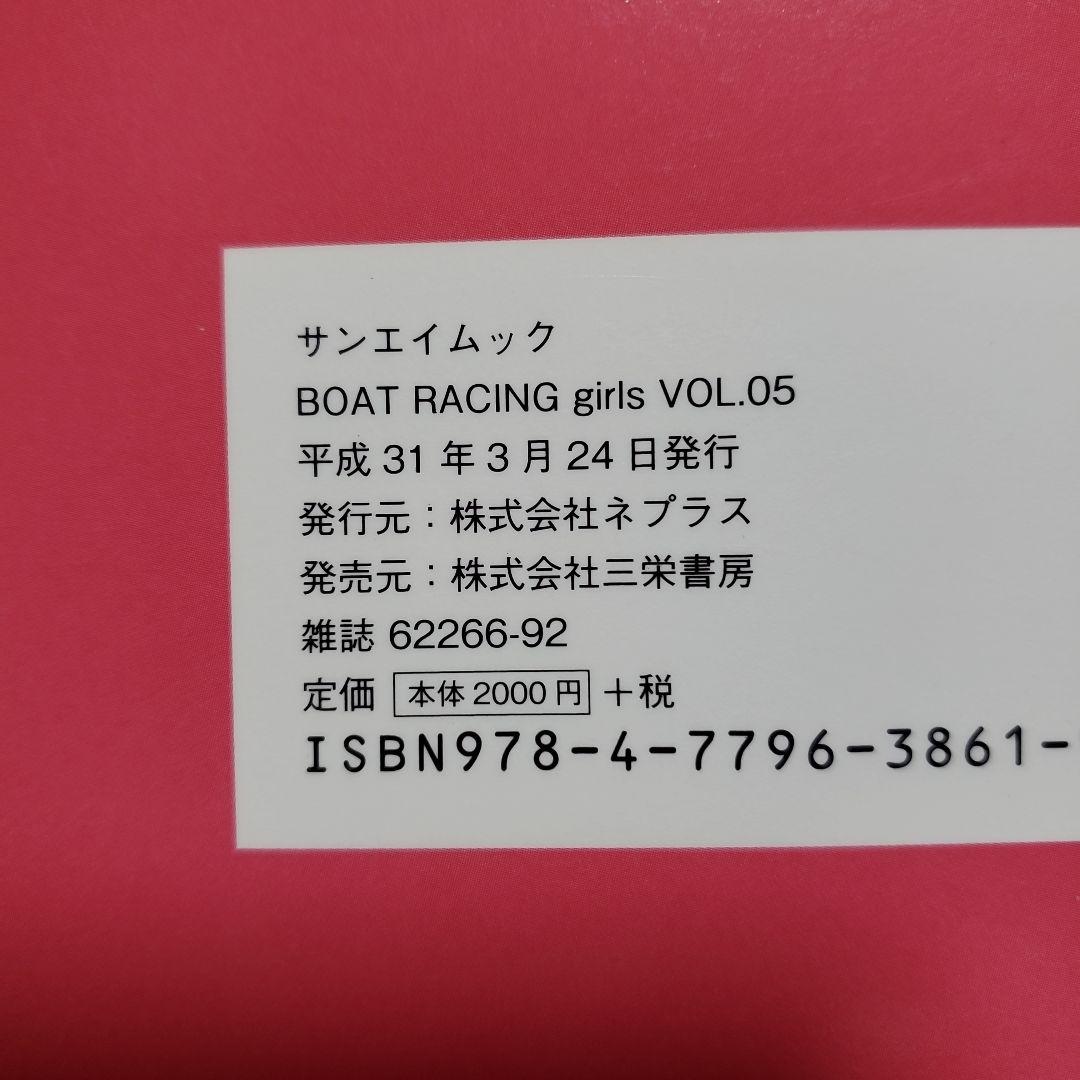 サンエイムック
BOAT RACING girls VOL.05
平成 31 年 3 月 24 日発行
発行元：株式会社ネプラス
発売元：株式会社三栄書房
雑誌 62266-92
定価 本体 2000 円 +税
ISBN978-4-7796-3861-